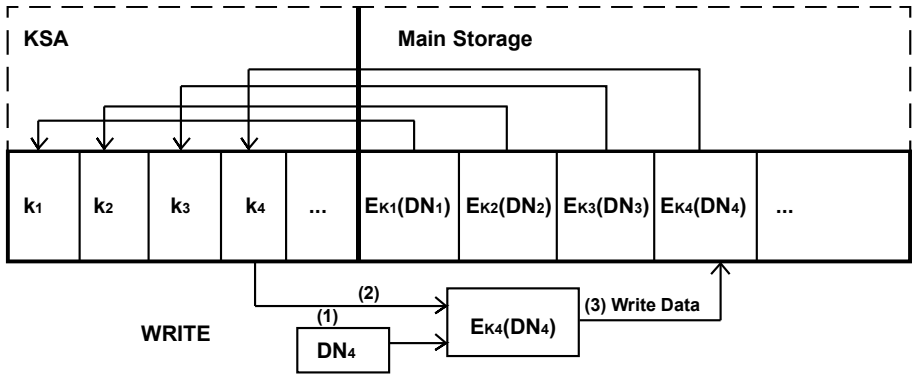 KSA Main Storage
k1 k2 k3 k4 ... EK1(DN1) EK2(DN2) EK3(DN3) EK4(DN4) ...
(2)
(1)
EK4(DN4)
(3) Write Data
WRITE
DN4